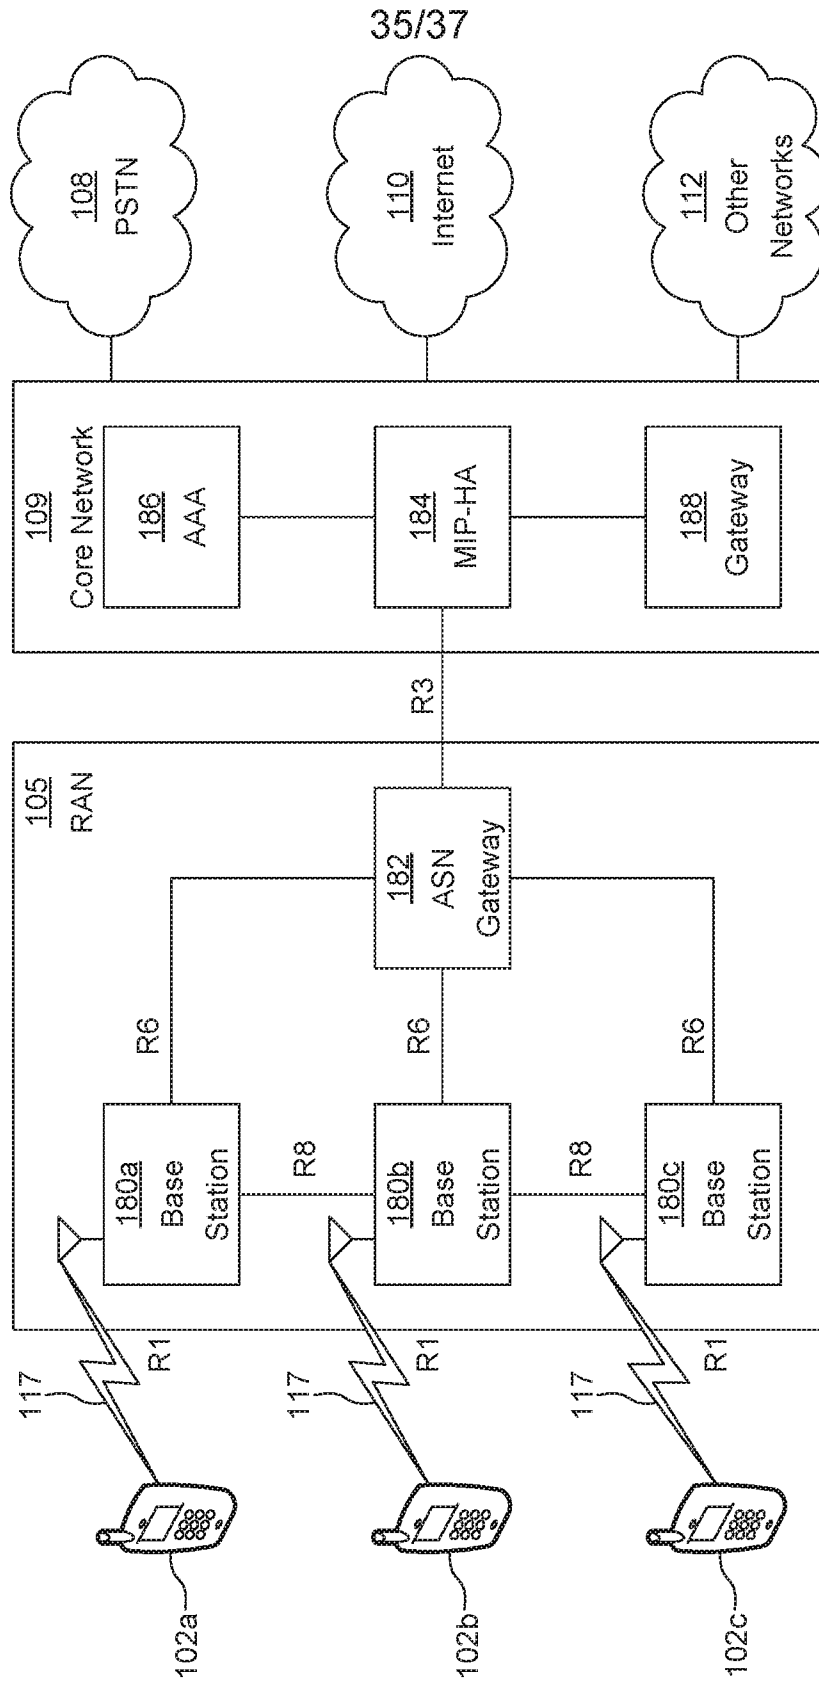 35/37
102a
117
R1
180a
Base
Station
R6
105
RAN
R8
102b
117
R1
180b
Base
Station
R6
182
ASN
Gateway
R3
R8
102c
117
R1
180c
Base
Station
R6
109
Core Network
186
AAA
184
MIP-HA
188
Gateway
108
PSTN
110
Internet
112
Other
Networks